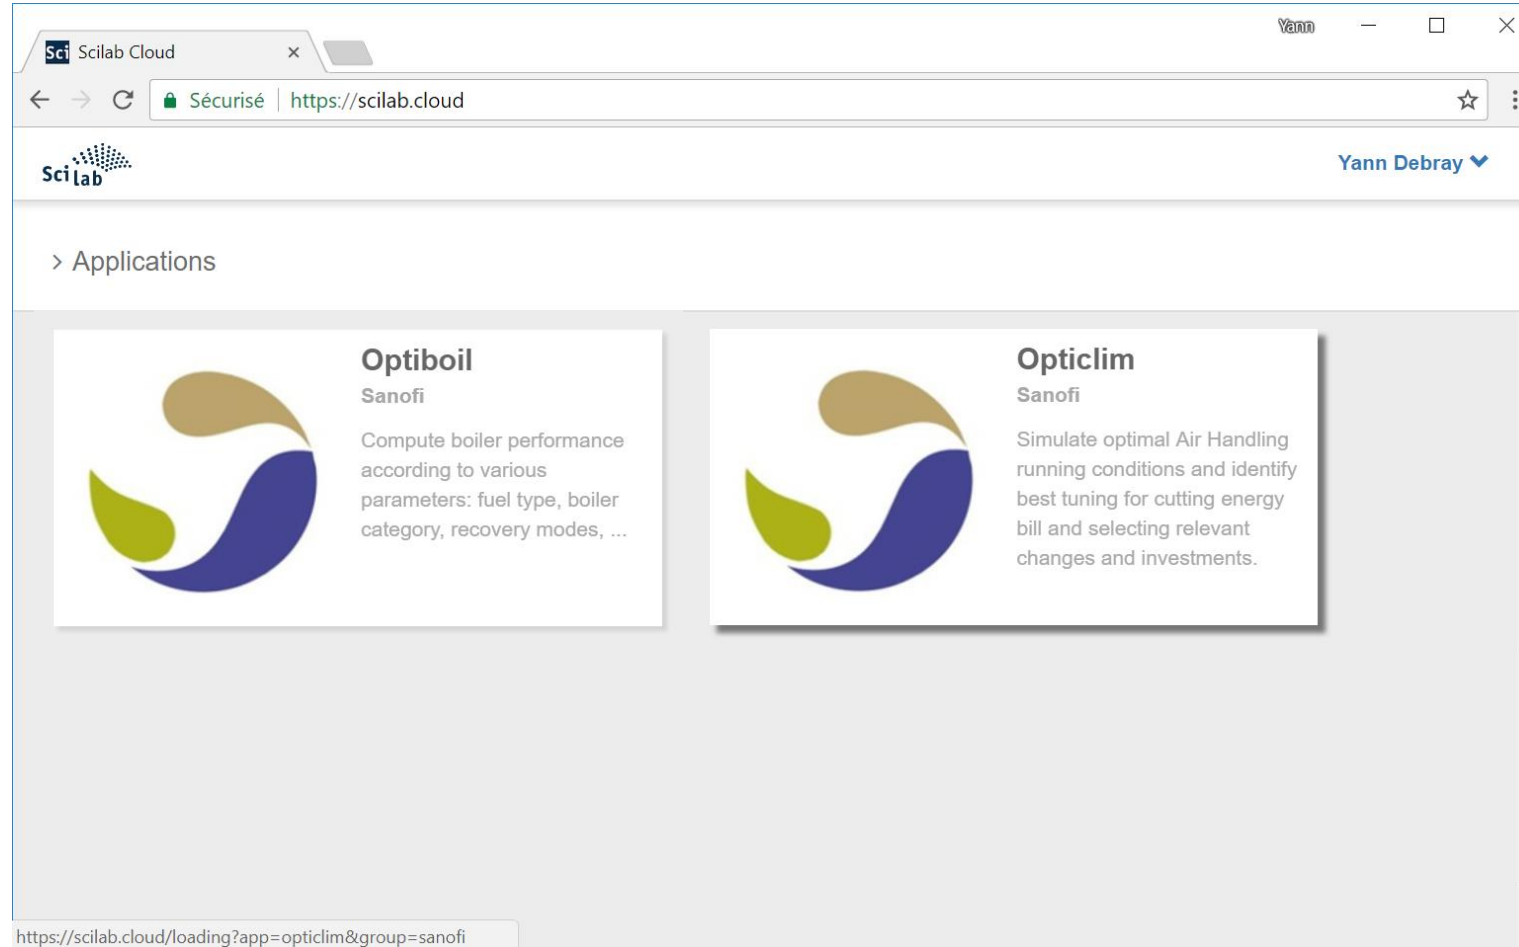 Yann
Sci Scilab Cloud
Sécurisé https://scilab.cloud
Scilab
Yann Debray
Applications
Optiboil
Sanofi
Compute boiler performance
according to various
parameters: fuel type, boiler
category, recovery modes, ...
Opticlim
Sanofi
Simulate optimal Air Handling
running conditions and identify
best tuning for cutting energy
bill and selecting relevant
changes and investments.
https://scilab.cloud/loading?app=opticlim&group=sanofi